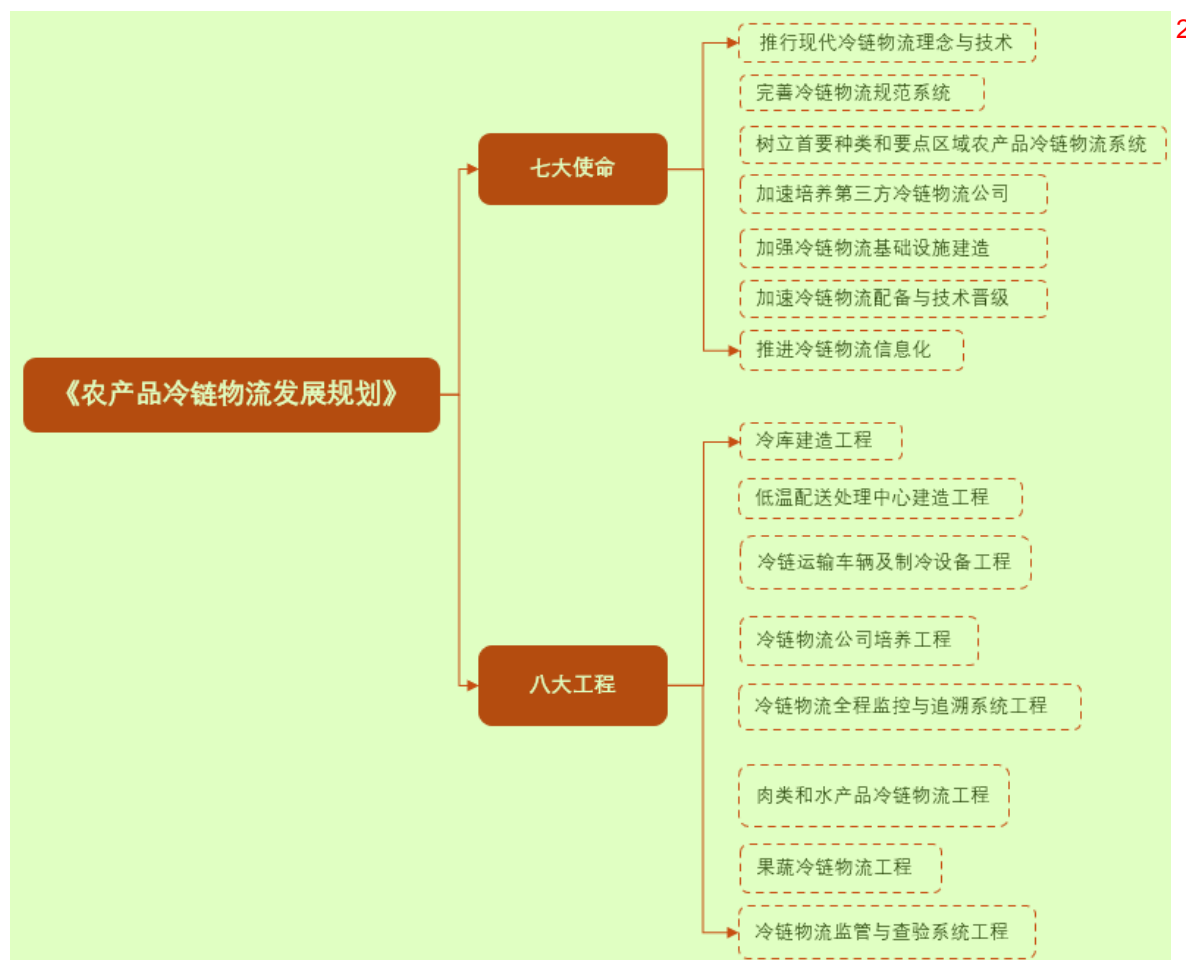 2
推行现代冷链物流理念与技术
完善冷链物流规范系统
树立首要种类和要点区域农产品冷链物流系统
七大使命
加速培养第三方冷链物流公司
加强冷链物流基础设施建造
加速冷链物流配备与技术晋级
推进冷链物流信息化
《农产品冷链物流发展规划》
冷库建造工程
低温配送处理中心建造工程
冷链运输车辆及制冷设备工程
冷链物流公司培养工程
八大工程
冷链物流全程监控与追溯系统工程
肉类和水产品冷链物流工程
果蔬冷链物流工程
冷链物流监管与查验系统工程